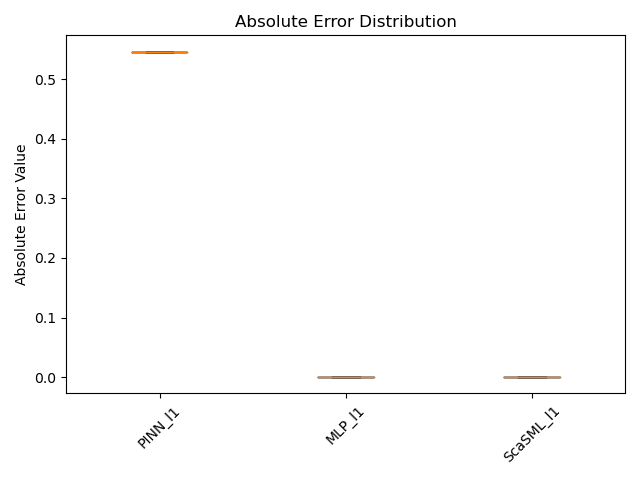 Absolute Error Distribution
Absolute Error Value
0.5
0.4
0.3
0.2
0.1
0.0
PINN_l1
MLP_l1
ScaSML_l1